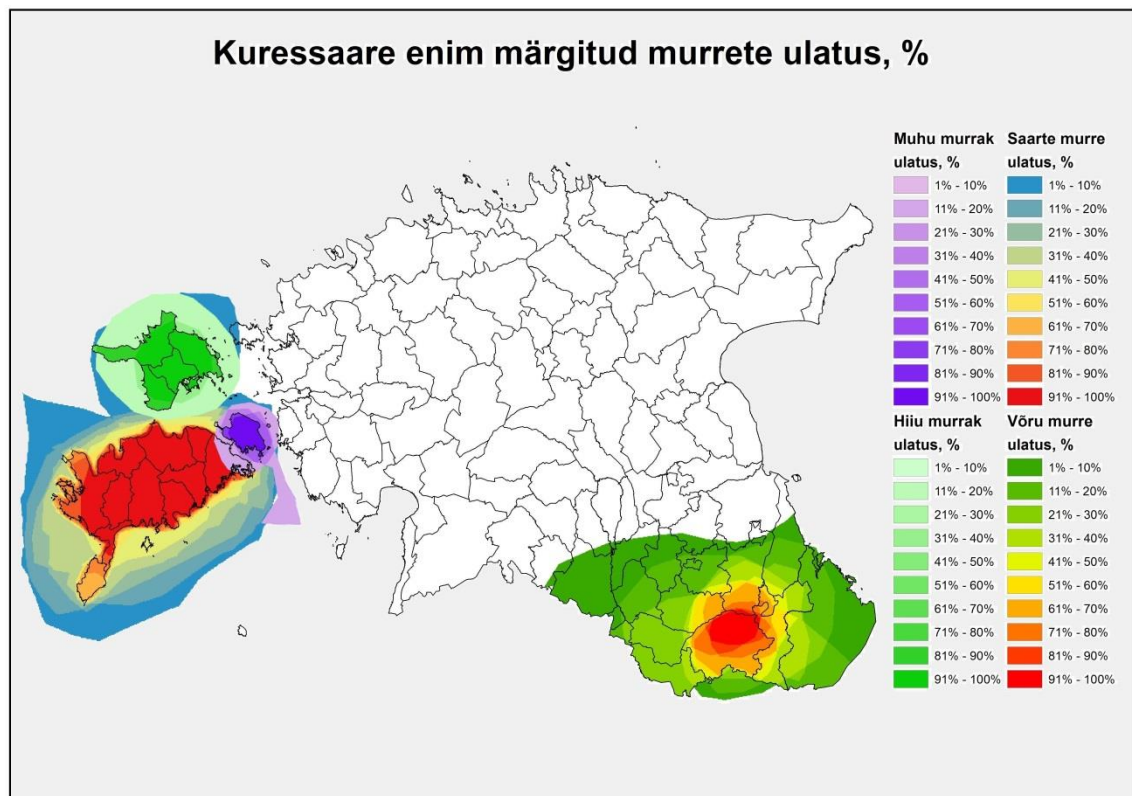 Kuressaare enim märgitud murrete ulatus, %
Muhu murrak
ulatus, %
1% - 10%
11% - 20%
21% - 30%
31% - 40%
41% - 50%
51% - 60%
61% - 70%
71% - 80%
81% - 90%
91% - 100%
Saarte murre
ulatus, %
1% - 10%
11% - 20%
21% - 30%
31% - 40%
41% - 50%
51% - 60%
61% - 70%
71% - 80%
81% - 90%
91% - 100%
Hiiu murrak
ulatus, %
1% - 10%
11% - 20%
21% - 30%
31% - 40%
41% - 50%
51% - 60%
61% - 70%
71% - 80%
81% - 90%
91% - 100%
Võru murre
ulatus, %
1% - 10%
11% - 20%
21% - 30%
31% - 40%
41% - 50%
51% - 60%
61% - 70%
71% - 80%
81% - 90%
91% - 100%